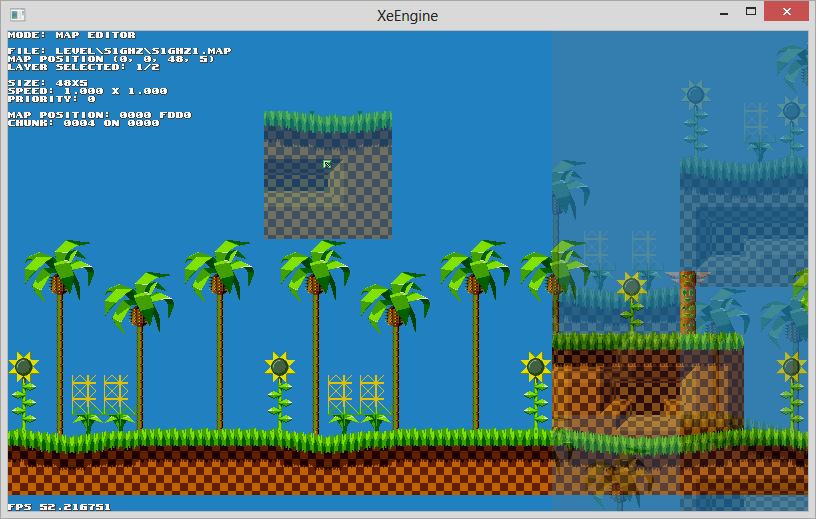 XeEngine
MODE: MAP EDITOR
FILE: LEVEL\S1GHZ\S1GHZ1.MAP
MAP POSITION (0, 0, 48, 5)
LAYER SELECTED: 1/2
SIZE: 48X5
SPEED: 1.000 X 1.000
PRIORITY: 0
MAP POSITION: 0000 FDD0
CHUNK: 0004 ON 0000
FPS 52.216751